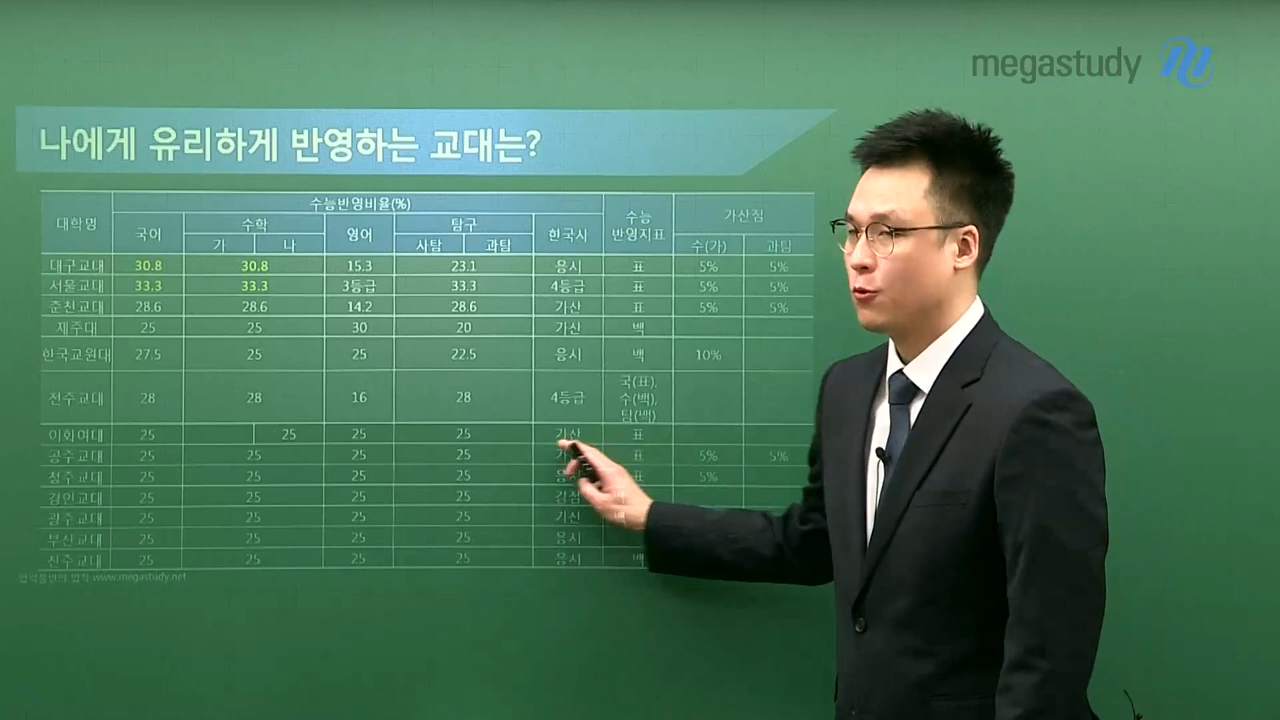 megastudy
나에게 유리하게 반영하는 교대는?
대학명 수능반영비율(%) 수능 반영지표 가산점
국어 수학 영어 탐구 한국사 수(가) 과탐
가 나 사탐 과탐
대구교대 30.8 30.8 15.3 23.1 응시 표 5% 5%
서울교대 33.3 33.3 3등급 33.3 4등급 표 5% 5%
춘천교대 28.6 28.6 14.2 28.6 가산 표 5% 5%
제주대 25 25 30 20 가산 백
한국교원대 27.5 25 25 22.5 응시 백 10%
전주교대 28 28 16 28 4등급 국(표), 수(백), 탐(백)
이화여대 25 25 25 25 가산 표
공주교대 25 25 25 25 표 5% 5%
청주교대 25 25 25 25 표 5%
경인교대 25 25 25 25
광주교대 25 25 25 25 가산
부산교대 25 25 25 25 응시
진주교대 25 25 25 25 응시 백
www.megastudy.net